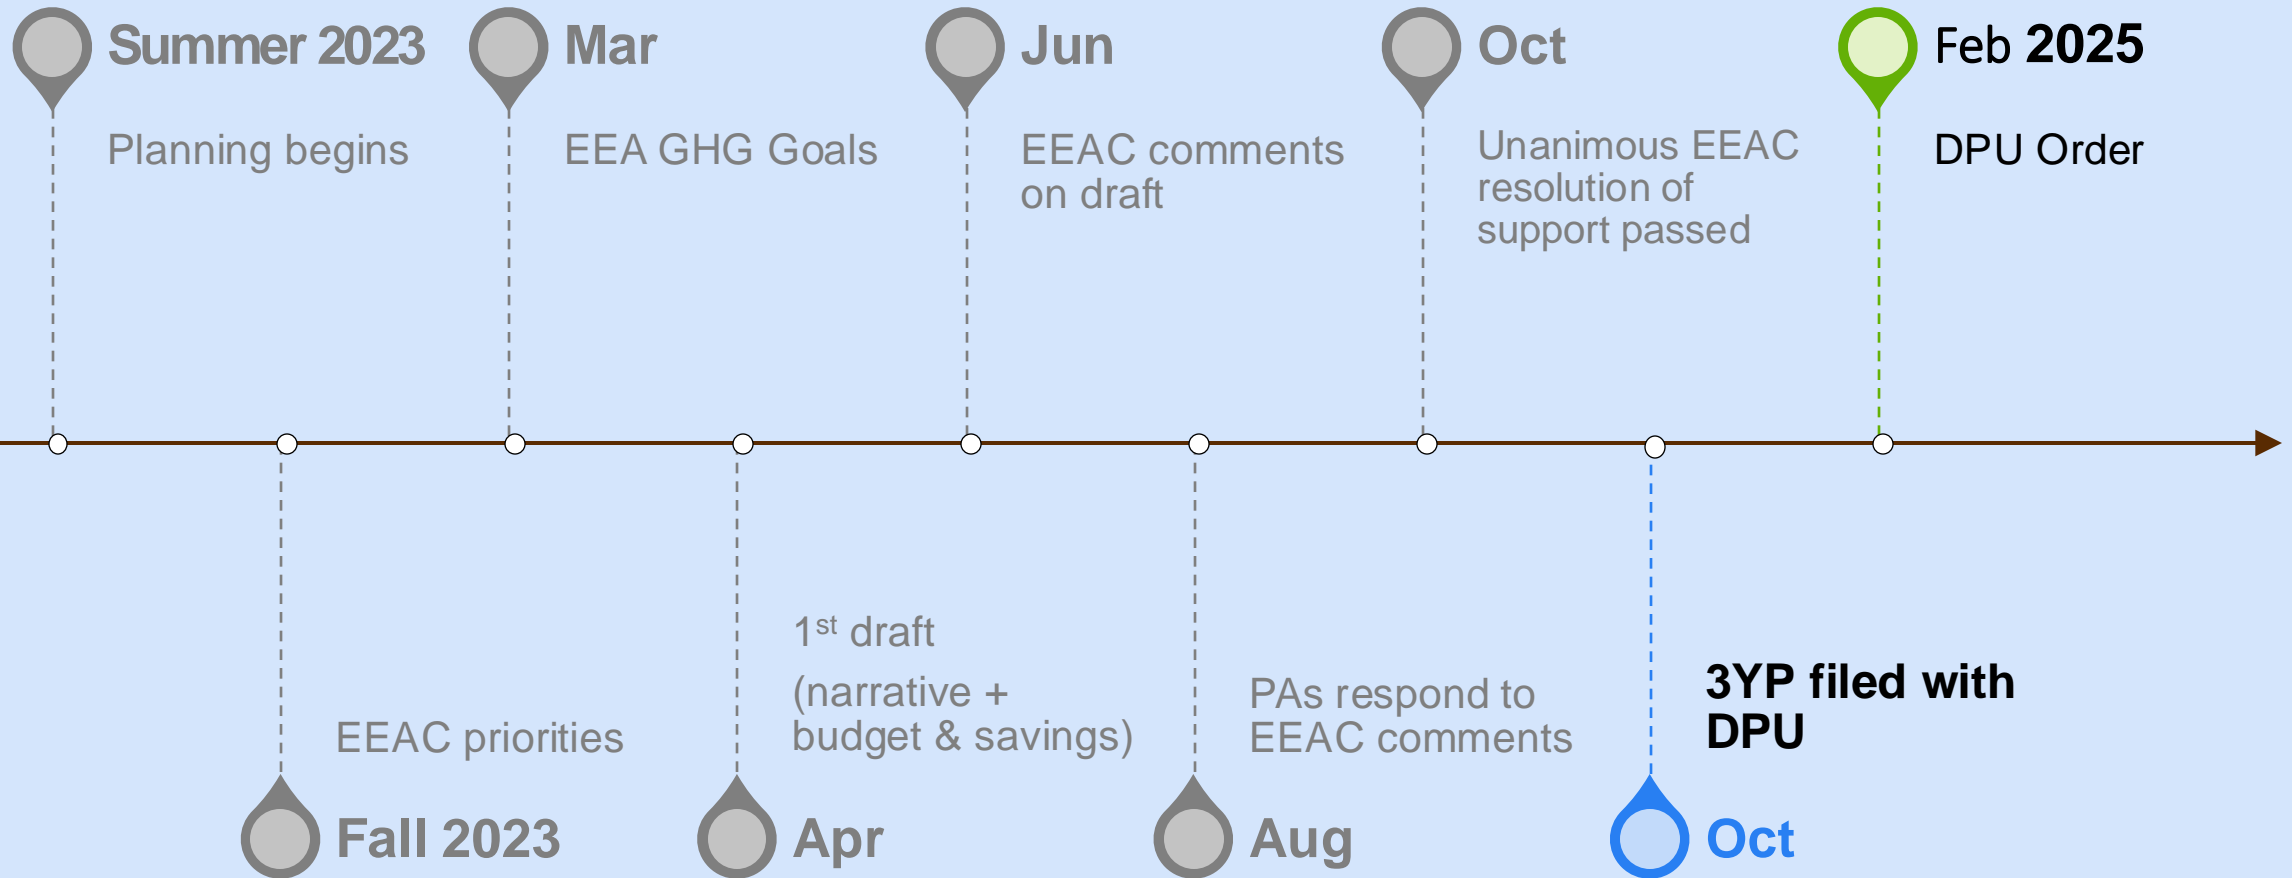 Summer 2023
Planning begins
Mar
EEA GHG Goals
Jun
EEAC comments
on draft
Oct
Unanimous EEAC
resolution of
support passed
Feb 2025
DPU Order
EEAC priorities
Fall 2023
1st draft
(narrative +
budget & savings)
Apr
PAs respond to
EEAC comments
Aug
3YP filed with
DPU
Oct